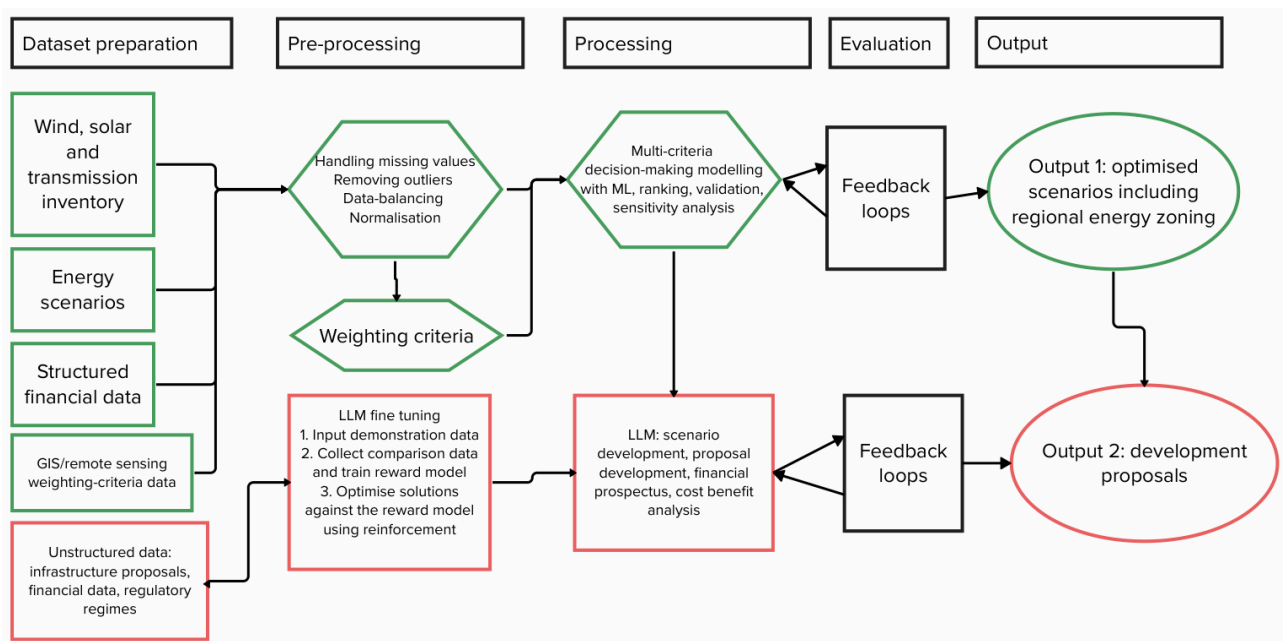 Dataset preparation
Pre-processing
Processing
Evaluation
Output
Wind, solar
and
transmission
inventory
Energy
scenarios
Structured
financial data
GIS/remote sensing
weighting-criteria data
Unstructured data:
infrastructure proposals,
financial data, regulatory
regimes
Handling missing values
Removing outliers
Data-balancing
Normalisation
Weighting criteria
LLM fine tuning
1. Input demonstration data
2. Collect comparison data
and train reward model
3. Optimise solutions
against the reward model
using reinforcement
Multi-criteria
decision-making modelling
with ML, ranking, validation,
sensitivity analysis
LLM: scenario
development, proposal
development, financial
prospectus, cost benefit
analysis
Feedback
loops
Feedback
loops
Output 1: optimised
scenarios including
regional energy zoning
Output 2: development
proposals